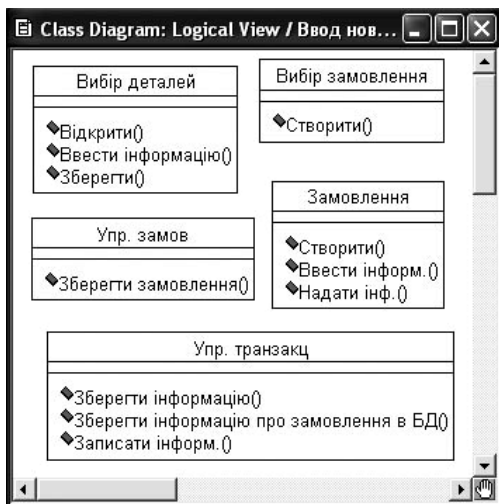 Class Diagram: Logical View / Ввод нов...
Вибір деталей
Відкрити()
Ввести інформацію()
Зберегти()
Вибір замовлення
Створити()
Упр. замов
Зберегти замовлення()
Замовлення
Створити()
Ввести інформ.()
Надати інф.()
Упр. транзакц
Зберегти інформацію()
Зберегти інформацію про замовлення в БД()
Записати інформ.()